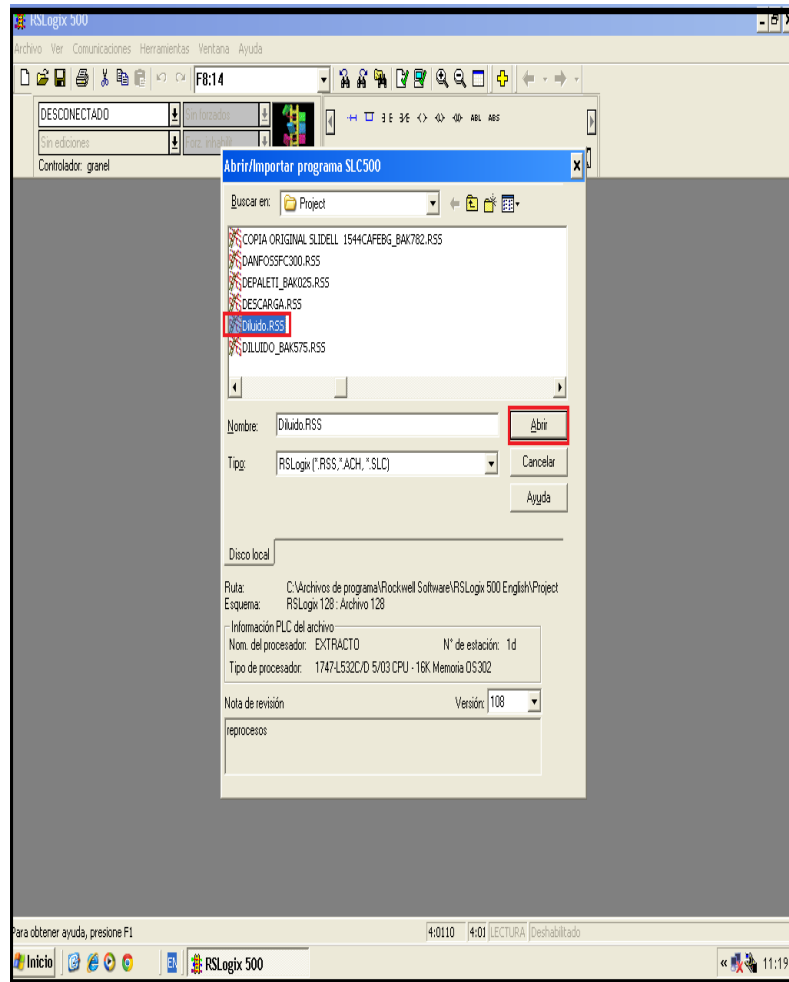 RSLogix 500
Archivo Ver Comunicaciones Herramientas Ventana Ayuda
F8:14
DESCONECTADO
Sin forzados
Sin ediciones
Forz. inhabilit
ABL ABS
Controlador: granel
Abrir/Importar programa SLC500
Buscar en: Project
COPIA ORIGINAL SLIDELL 1544CAFEBG_BAK782.RSS
DANFOSSFC300.RSS
DEPALETI_BAK025.RSS
DESCARGA.RSS
Diluido.RSS
DILUIDO_BAK575.RSS
Nombre: Diluido.RSS
Abrir
Tipo: RSLogix (*.RSS,*.ACH, *.SLC)
Cancelar
Ayuda
Disco local
Ruta: C:\Archivos de programa\Rockwell Software\RSLogix 500 English\Project
Esquema: RSLogix 128 : Archivo 128
Información PLC del archivo
Nom. del procesador: EXTRACTO N° de estación: 1d
Tipo de procesador: 1747-L532C/D 5/03 CPU - 16K Memoria OS302
Nota de revisión Versión: 108
reprocesos
Para obtener ayuda, presione F1
4:0110 4:01 LECTURA Deshabilitado
Inicio
EN
RSLogix 500
11:19